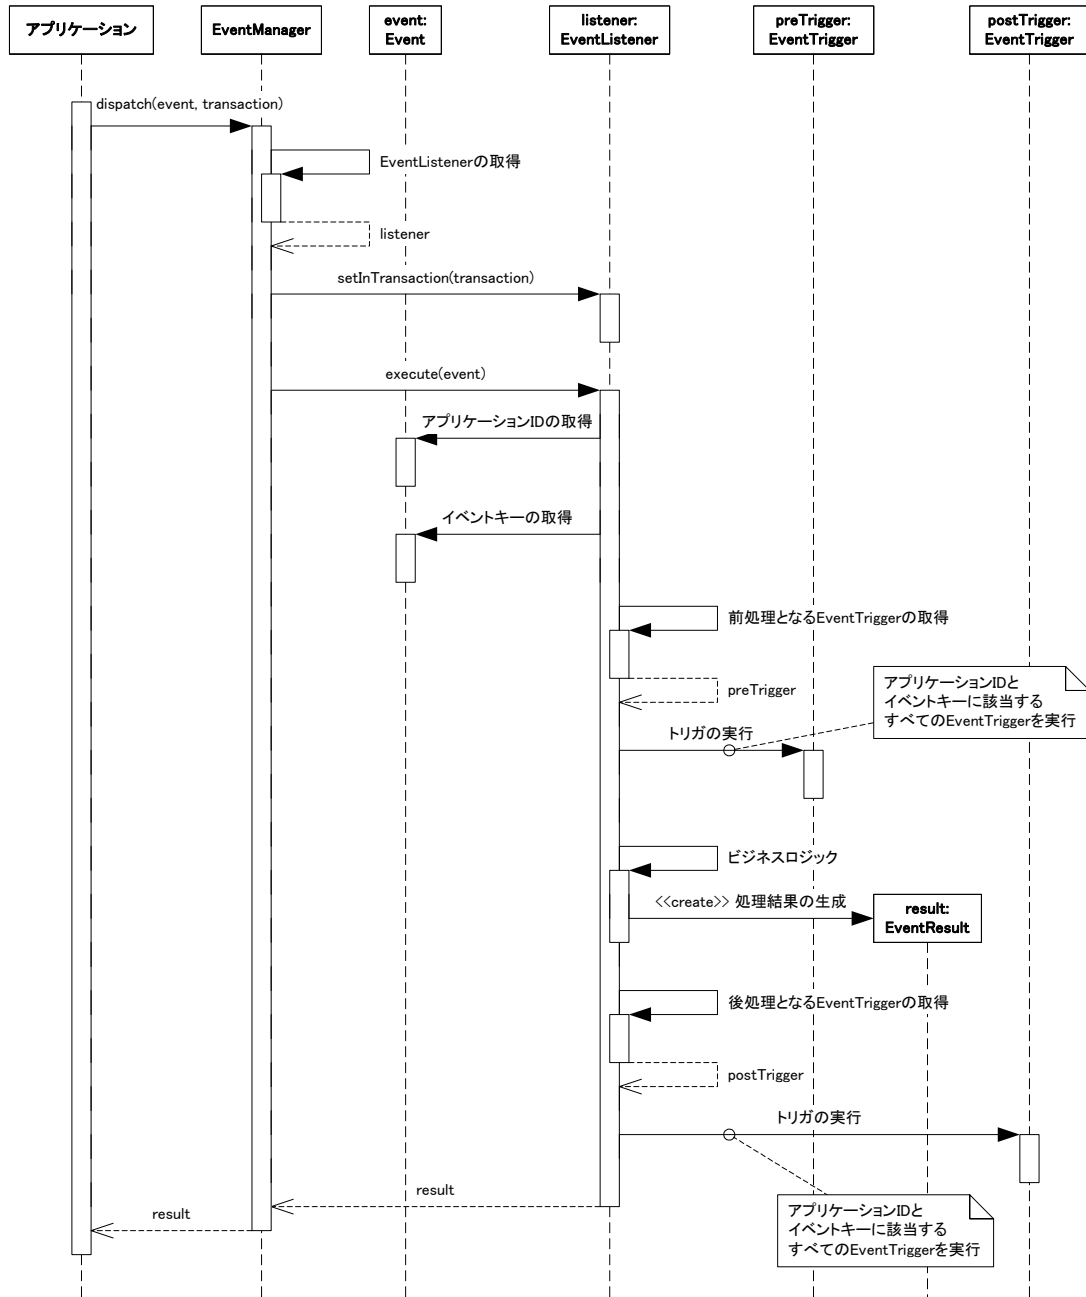 アプリケーション
EventManager
event:
Event
listener:
EventListener
preTrigger:
EventTrigger
postTrigger:
EventTrigger
dispatch(event, transaction)
EventListenerの取得
listener
setInTransaction(transaction)
execute(event)
アプリケーションIDの取得
イベントキーの取得
前処理となるEventTriggerの取得
preTrigger
アプリケーションIDと
イベントキーに該当する
すべてのEventTriggerを実行
トリガの実行
ビジネスロジック
<<create>> 処理結果の生成
result:
EventResult
後処理となるEventTriggerの取得
postTrigger
トリガの実行
result
result
アプリケーションIDと
イベントキーに該当する
すべてのEventTriggerを実行